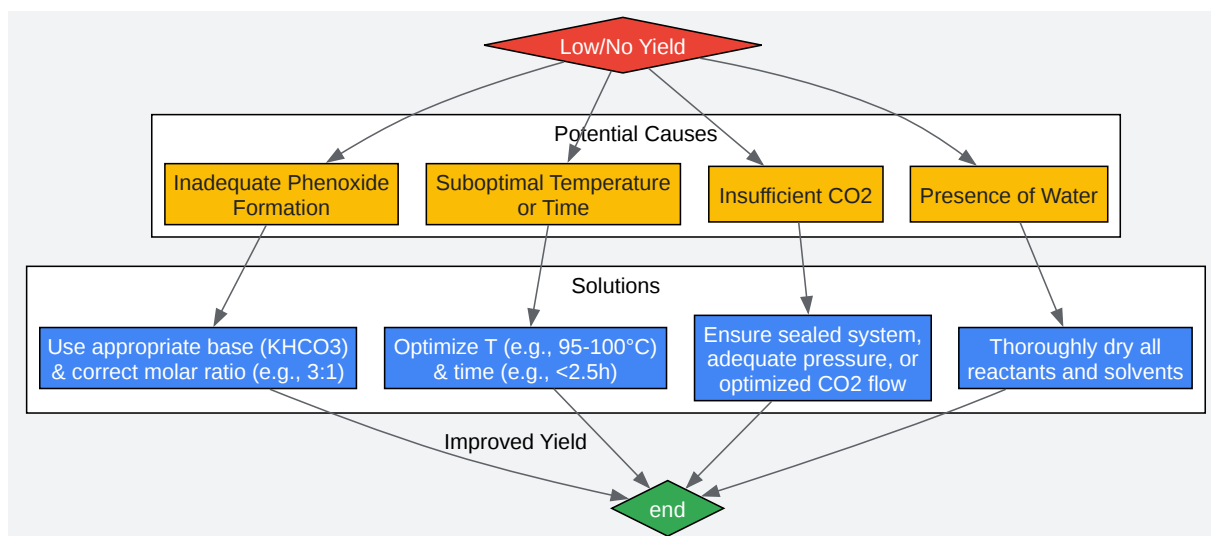 Low/No Yield
Potential Causes
Inadequate Phenoxide
Formation
Suboptimal Temperature
or Time
Insufficient CO2
Presence of Water
Solutions
Use appropriate base (KHCO3)
& correct molar ratio (e.g., 3:1)
Optimize T (e.g., 95-100°C)
& time (e.g., <2.5h)
Ensure sealed system,
adequate pressure, or
optimized CO2 flow
Thoroughly dry all
reactants and solvents
Improved Yield
end